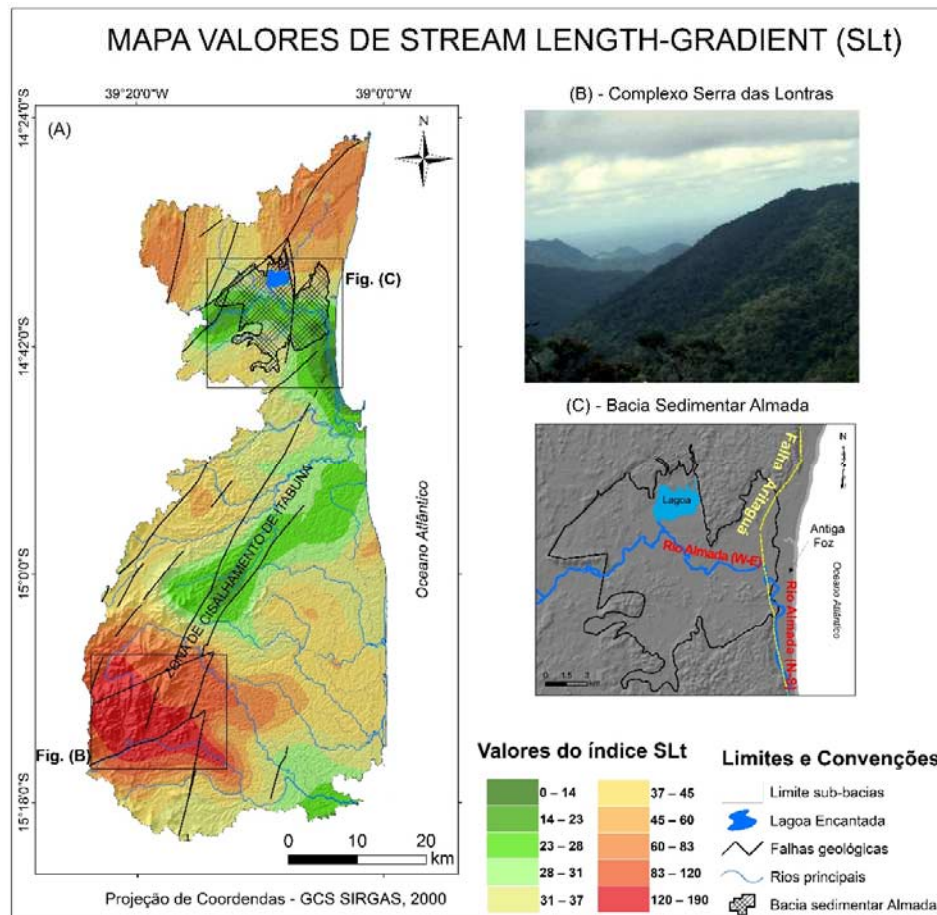 MAPA VALORES DE STREAM LENGTH-GRADIENT (SLt)
39°20'0"W
39°0'0"W
14°24'0"S
14°42'0"S
15°0'0"S
15°18'0"S
(A)
N
Fig. (C)
ZONA DE CISALHAMENTO DE ITABUNA
Oceano Atlântico
Fig. (B)
0 10 20
km
Projeção de Coordendas - GCS SIRGAS, 2000
(B) - Complexo Serra das Lontras
(C) - Bacia Sedimentar Almada
N
Falha Aritaguá
Lagoa
Antiga
Foz
Rio Almada (W-E)
Oceano Atlântico
Rio Almada (N-S)
0 1.5 3
km
Valores do índice SLt
0 – 14
14 – 23
23 – 28
28 – 31
31 – 37
37 – 45
45 – 60
60 – 83
83 – 120
120 – 190
Limites e Convenções
Limite sub-bacias
Lagoa Encantada
Falhas geológicas
Rios principais
Bacia sedimentar Almada